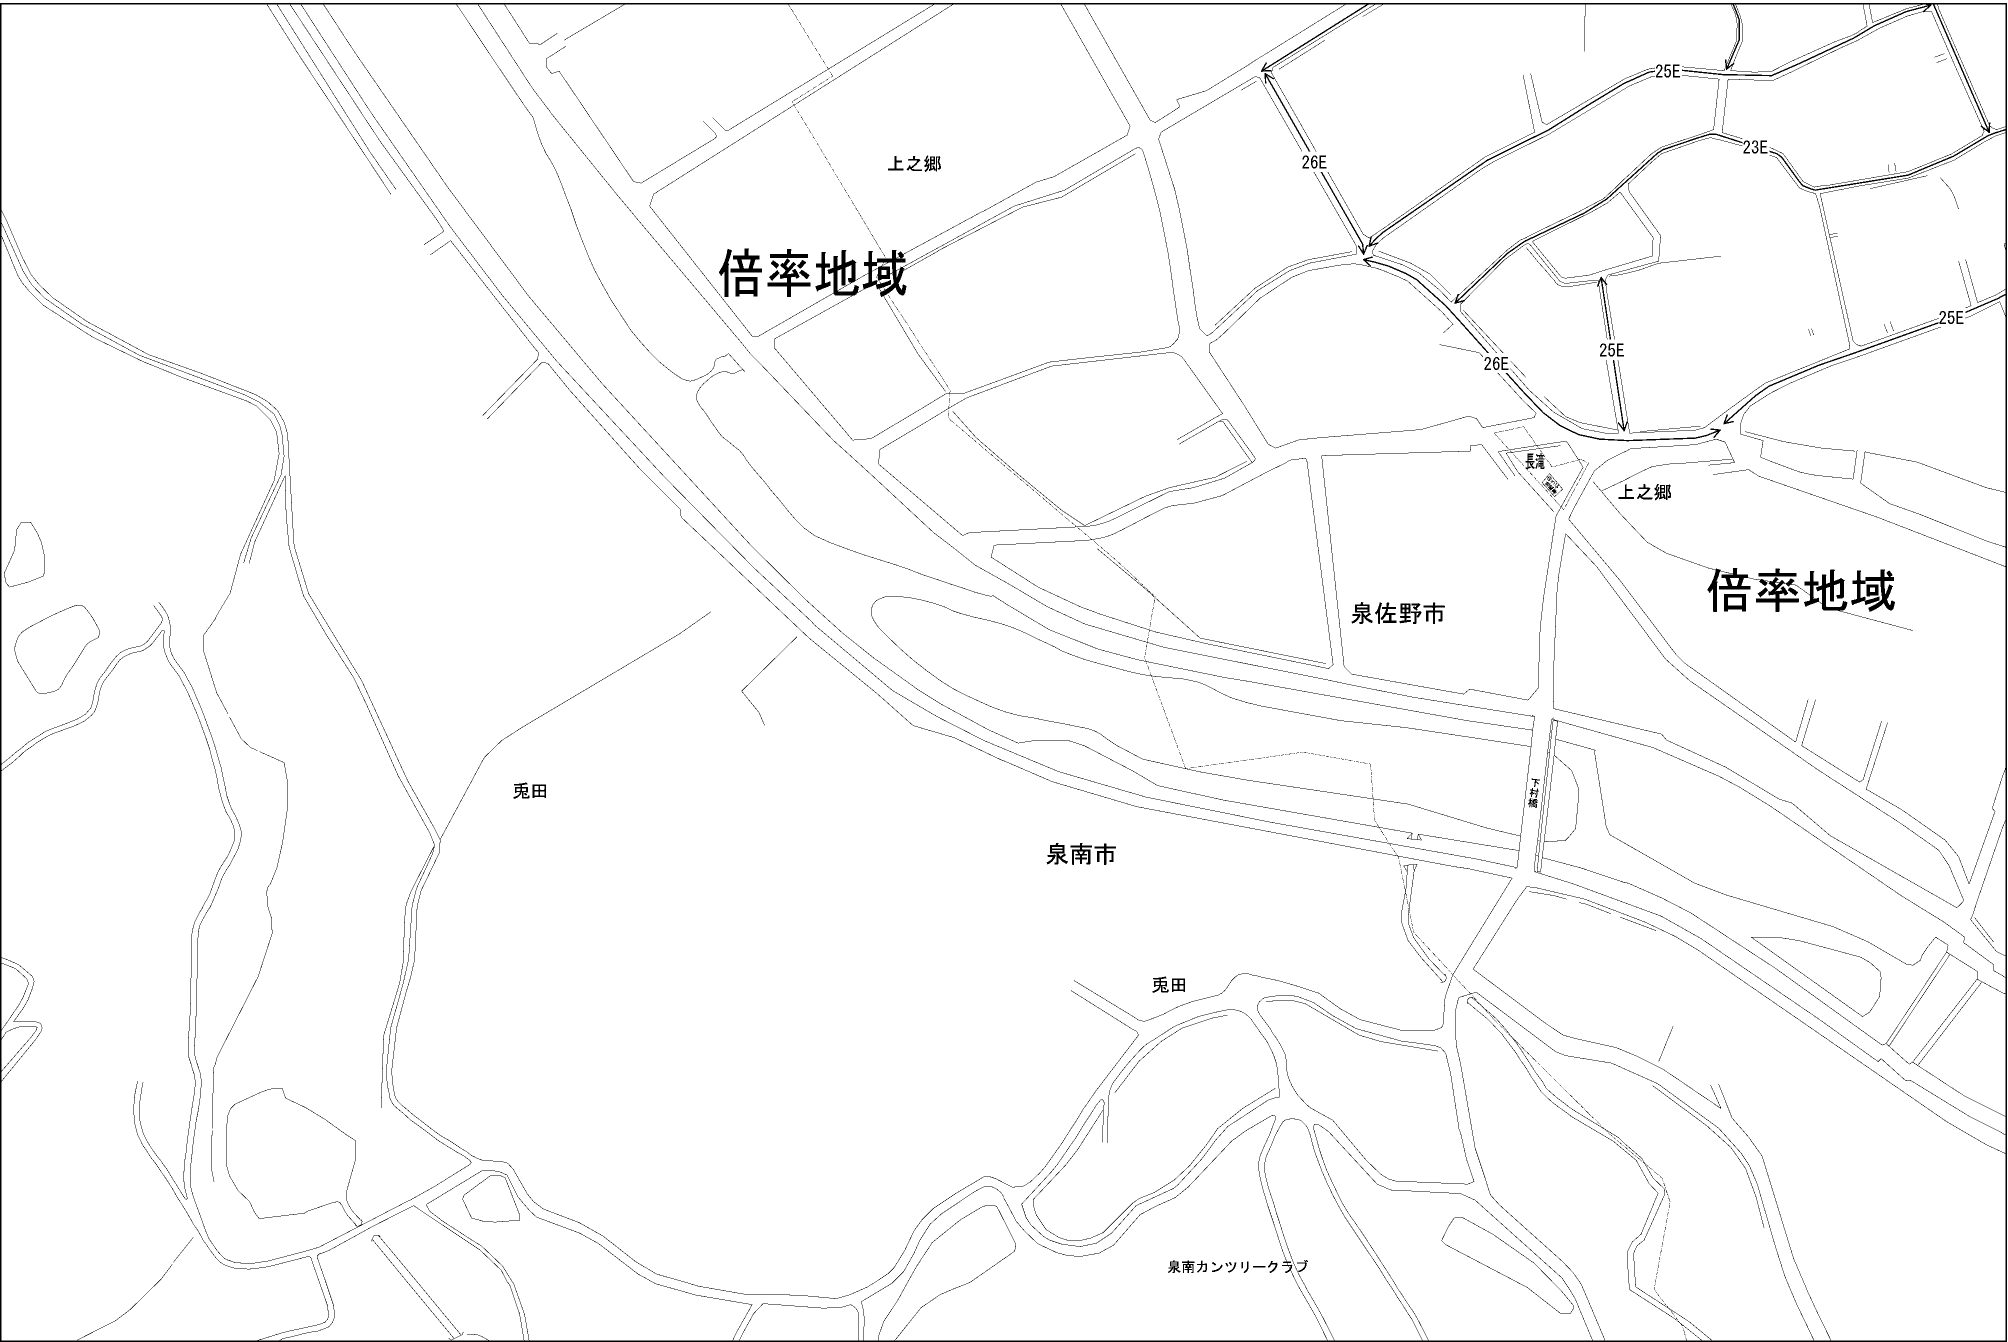 25E
23E
上之郷
26E
倍率地域
25E
25E
26E
長滝
上之郷
倍率地域
泉佐野市
兎田
下村橋
泉南市
兎田
泉南カンツリークラブ